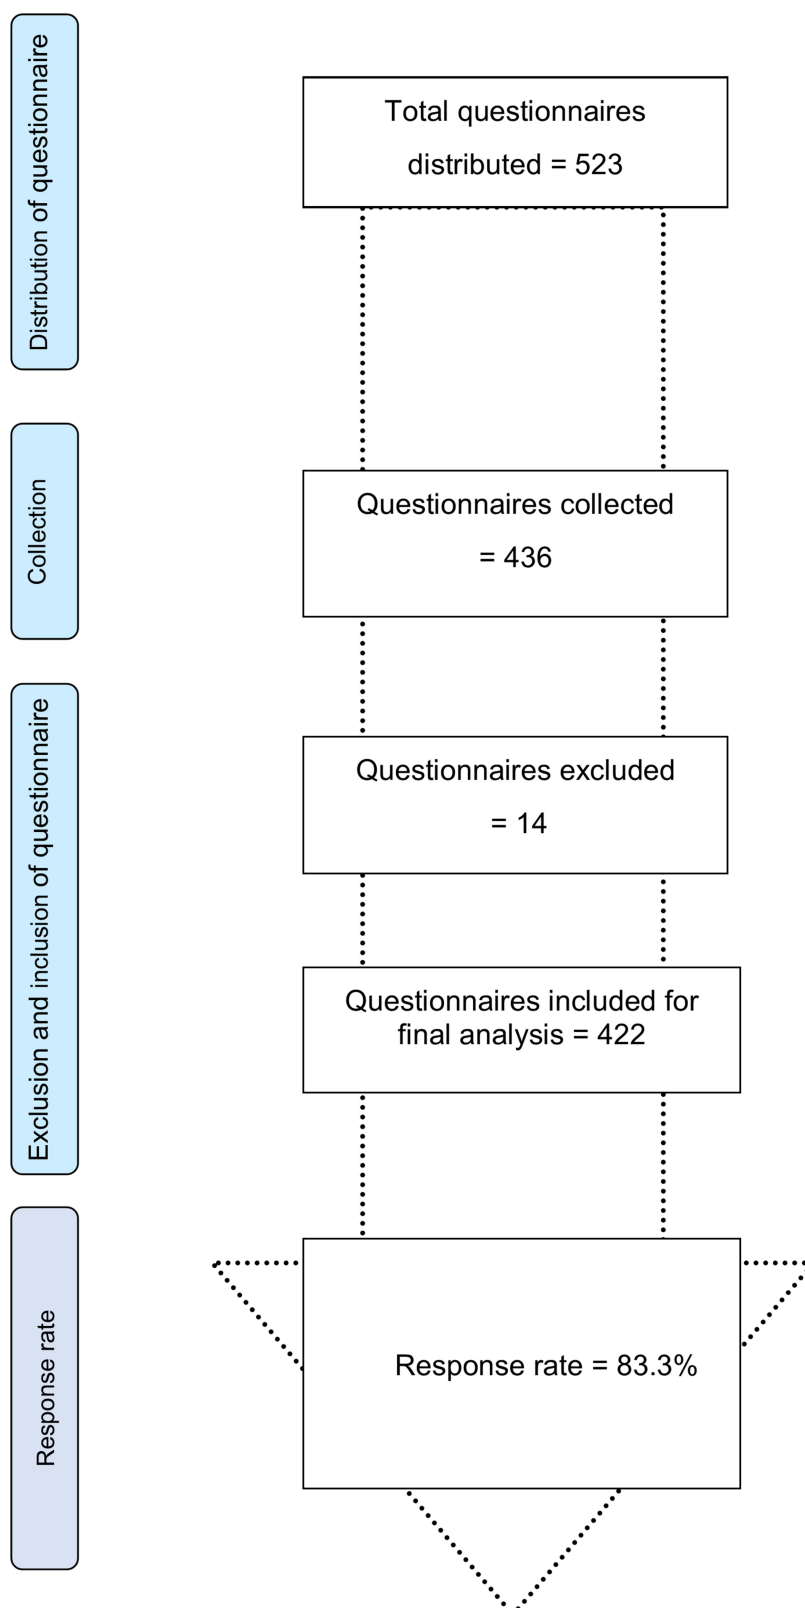 Distribution of questionnaire
Total questionnaires
distributed = 523
Collection
Questionnaires collected
= 436
Exclusion and inclusion of questionnaire
Questionnaires excluded
= 14
Questionnaires included for
final analysis = 422
Response rate
Response rate = 83.3%